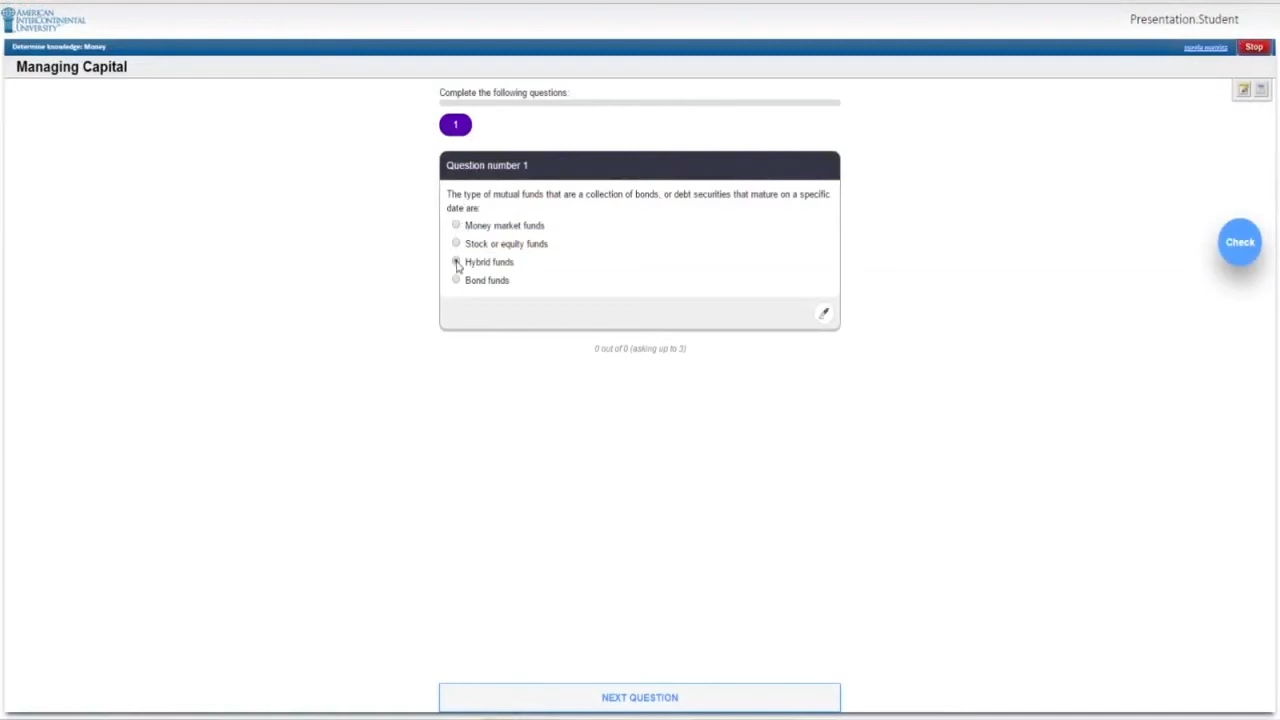 AMERICAN
INTERCONTINENTAL
UNIVERSITY
Presentation.Student
Determine knowledge: Money
Stop
Managing Capital
Complete the following questions:
1
Question number 1
The type of mutual funds that are a collection of bonds, or debt securities that mature on a specific
date are:
Money market funds
Stock or equity funds
Hybrid funds
Bond funds
Check
0 out of 0 (asking up to 3)
NEXT QUESTION